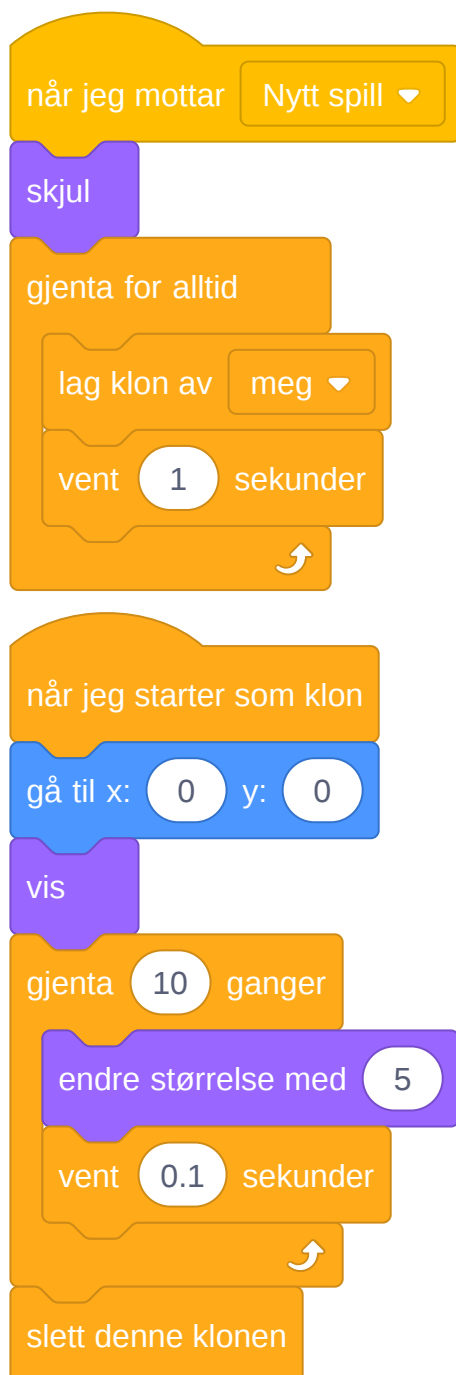 når jeg mottar Nytt spill
skjul
gjenta for alltid
lag klon av meg
vent 1 sekunder
når jeg starter som klon
gå til x: 0 y: 0
vis
gjenta 10 ganger
endre størrelse med 5
vent 0.1 sekunder
slett denne klonen